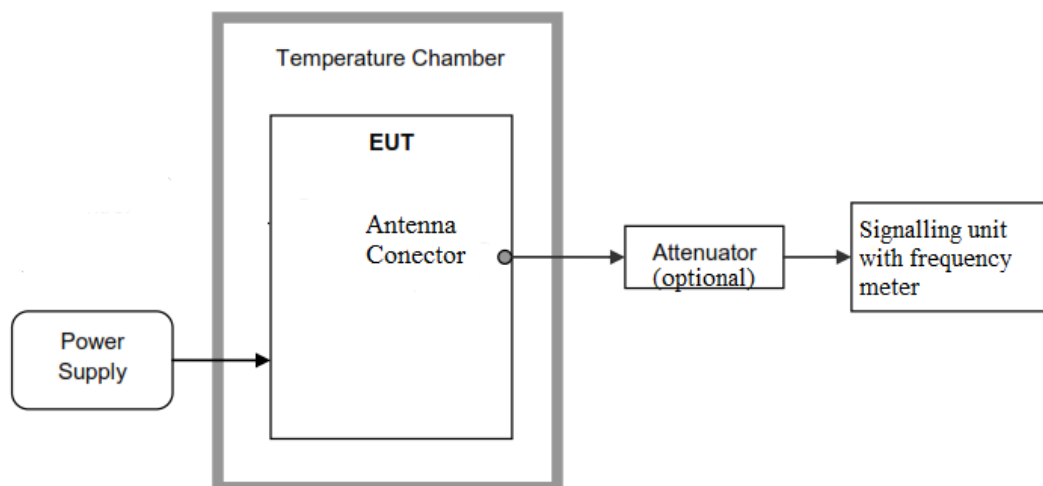 Temperature Chamber
EUT
Antenna
Conector
Attenuator
(optional)
Signalling unit
with frequency
meter
Power
Supply